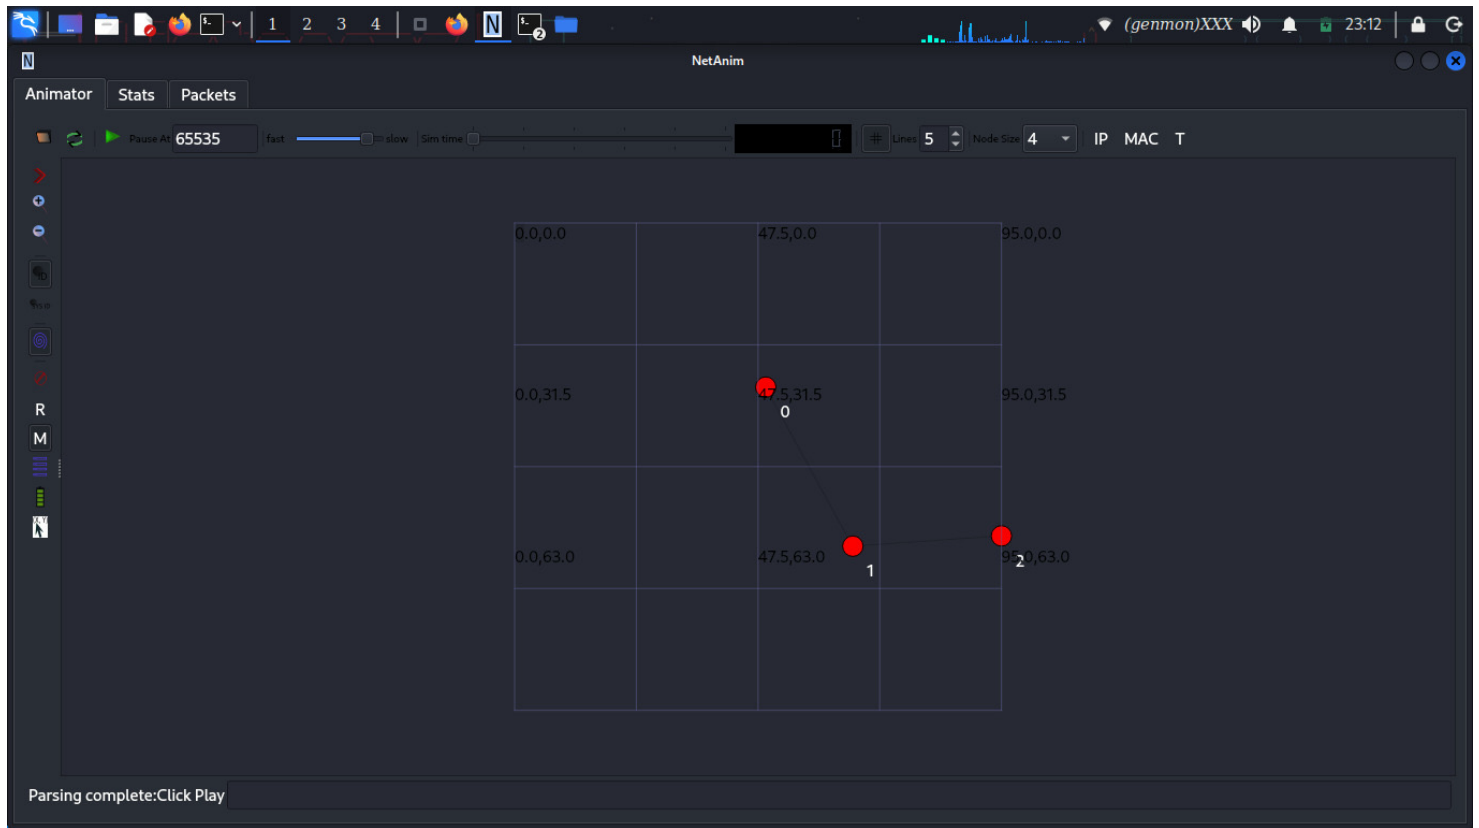 1 2 3 4 2 (genmon)XXX 23:12
NetAnim
Animator Stats Packets
Pause At 65535 fast slow Sim time 0 Lines 5 Node Size 4 IP MAC T
0.0,0.0 47.5,0.0 95.0,0.0
0.0,31.5 47.5,31.5 95.0,31.5
0
R
M
0.0,63.0 47.5,63.0 95.0,63.0
1 2
Parsing complete:Click Play